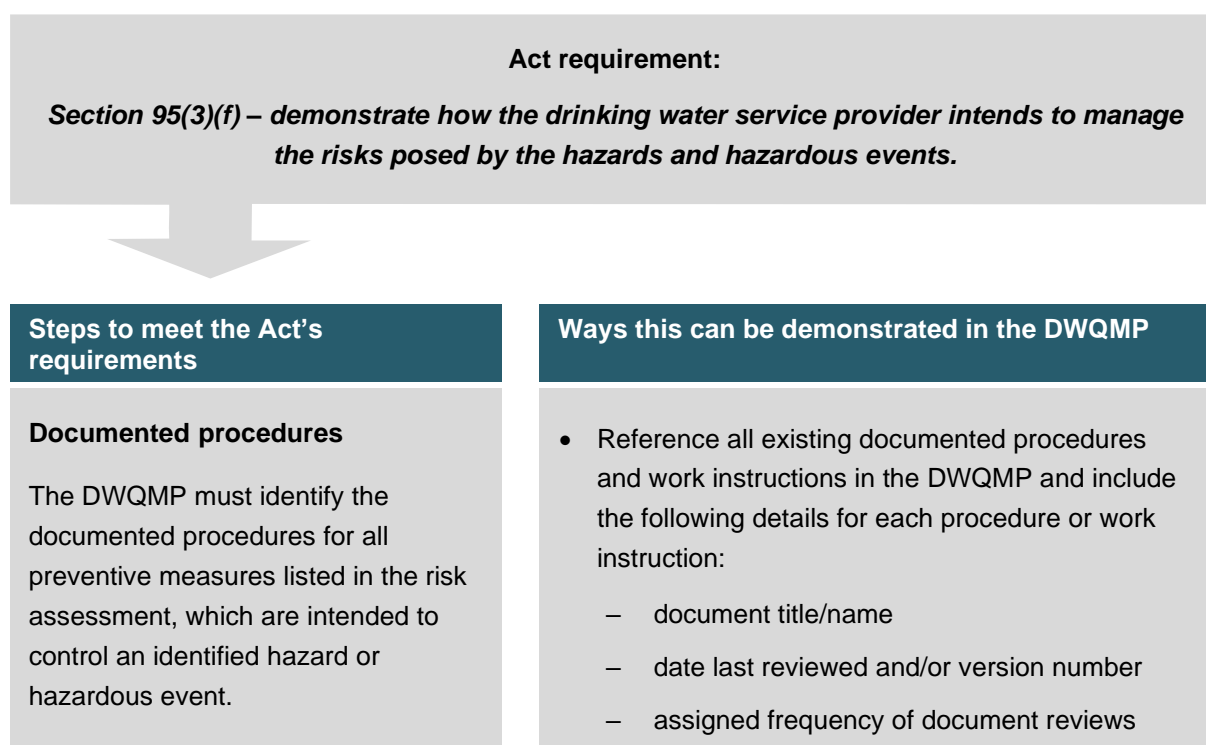 Act requirement:
Section 95(3)(f) – demonstrate how the drinking water service provider intends to manage
the risks posed by the hazards and hazardous events.
Steps to meet the Act's
requirements
Documented procedures
The DWQMP must identify the
documented procedures for all
preventive measures listed in the risk
assessment, which are intended to
control an identified hazard or
hazardous event.
Ways this can be demonstrated in the DWQMP
• Reference all existing documented procedures
and work instructions in the DWQMP and include
the following details for each procedure or work
instruction:
– document title/name
– date last reviewed and/or version number
– assigned frequency of document reviews